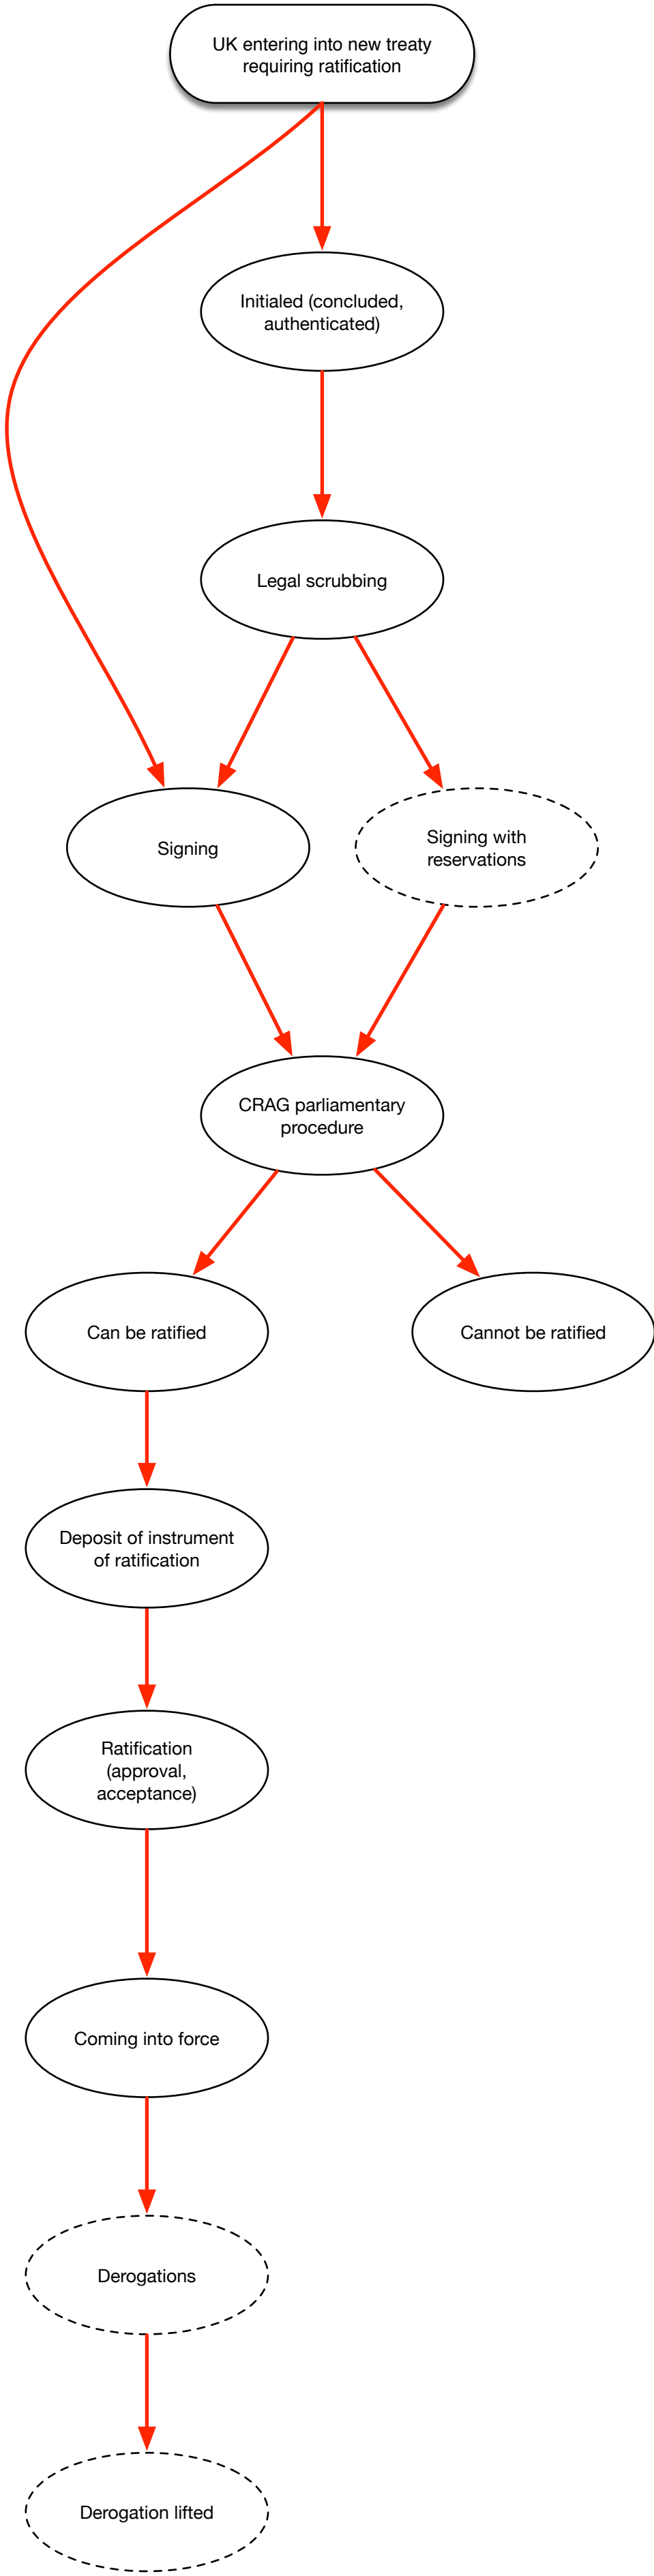 UK entering into new treaty
requiring ratification
Initialed (concluded,
authenticated)
Legal scrubbing
Signing
Signing with
reservations
CRAG parliamentary
procedure
Can be ratified
Cannot be ratified
Deposit of instrument
of ratification
Ratification
(approval,
acceptance)
Coming into force
Derogations
Derogation lifted